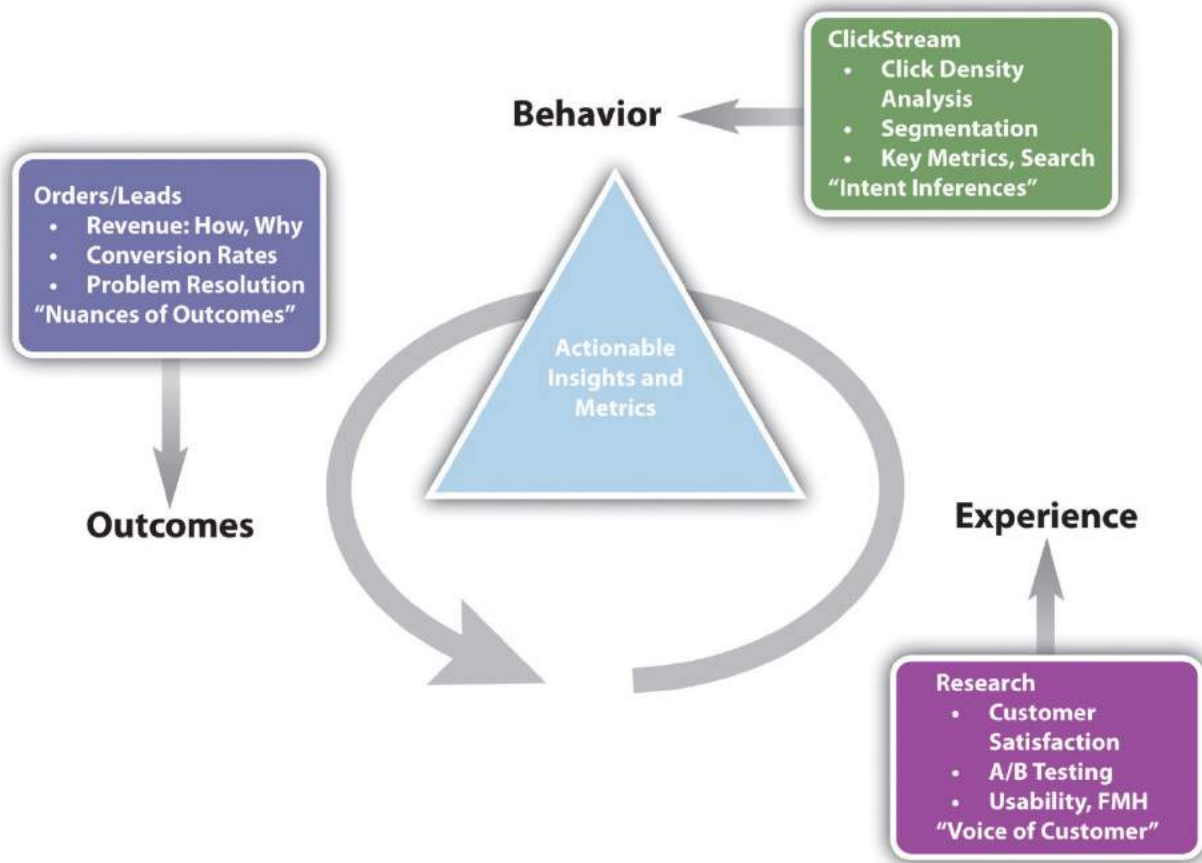 ClickStream
• Click Density
Analysis
• Segmentation
• Key Metrics, Search
“Intent Inferences”
Behavior
Orders/Leads
• Revenue: How, Why
• Conversion Rates
• Problem Resolution
“Nuances of Outcomes”
Actionable
Insights and
Metrics
Outcomes
Experience
Research
• Customer
Satisfaction
• A/B Testing
• Usability, FMH
“Voice of Customer”